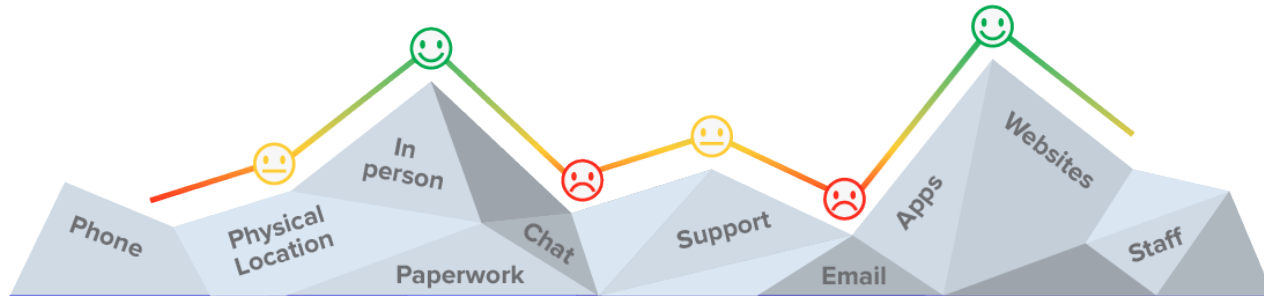 Phone
Physical
Location
In
person
Paperwork
Chat
Support
Email
Apps
Websites
Staff